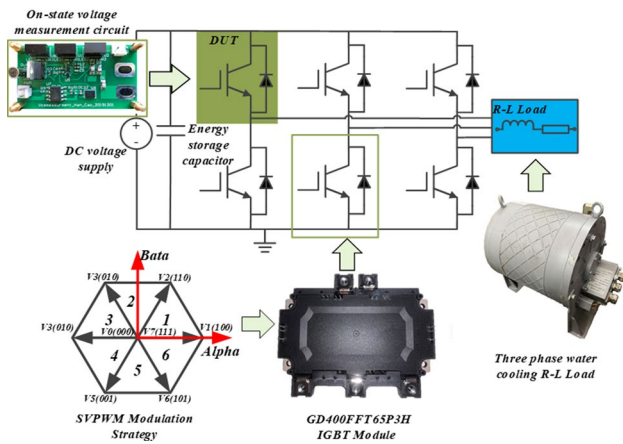 On-state voltage
measurement circuit
DUT
R-L Load
Energy
storage
capacitor
DC voltage
supply
Bata
V3(010)
V2(110)
2
3
1
V3(010)
V0(000)
V7(111)
V1(100)
Alpha
4
6
5
V5(001)
V6(101)
SVPWM Modulation
Strategy
GD400FFT65P3H
IGBT Module
Three phase water
cooling R-L Load